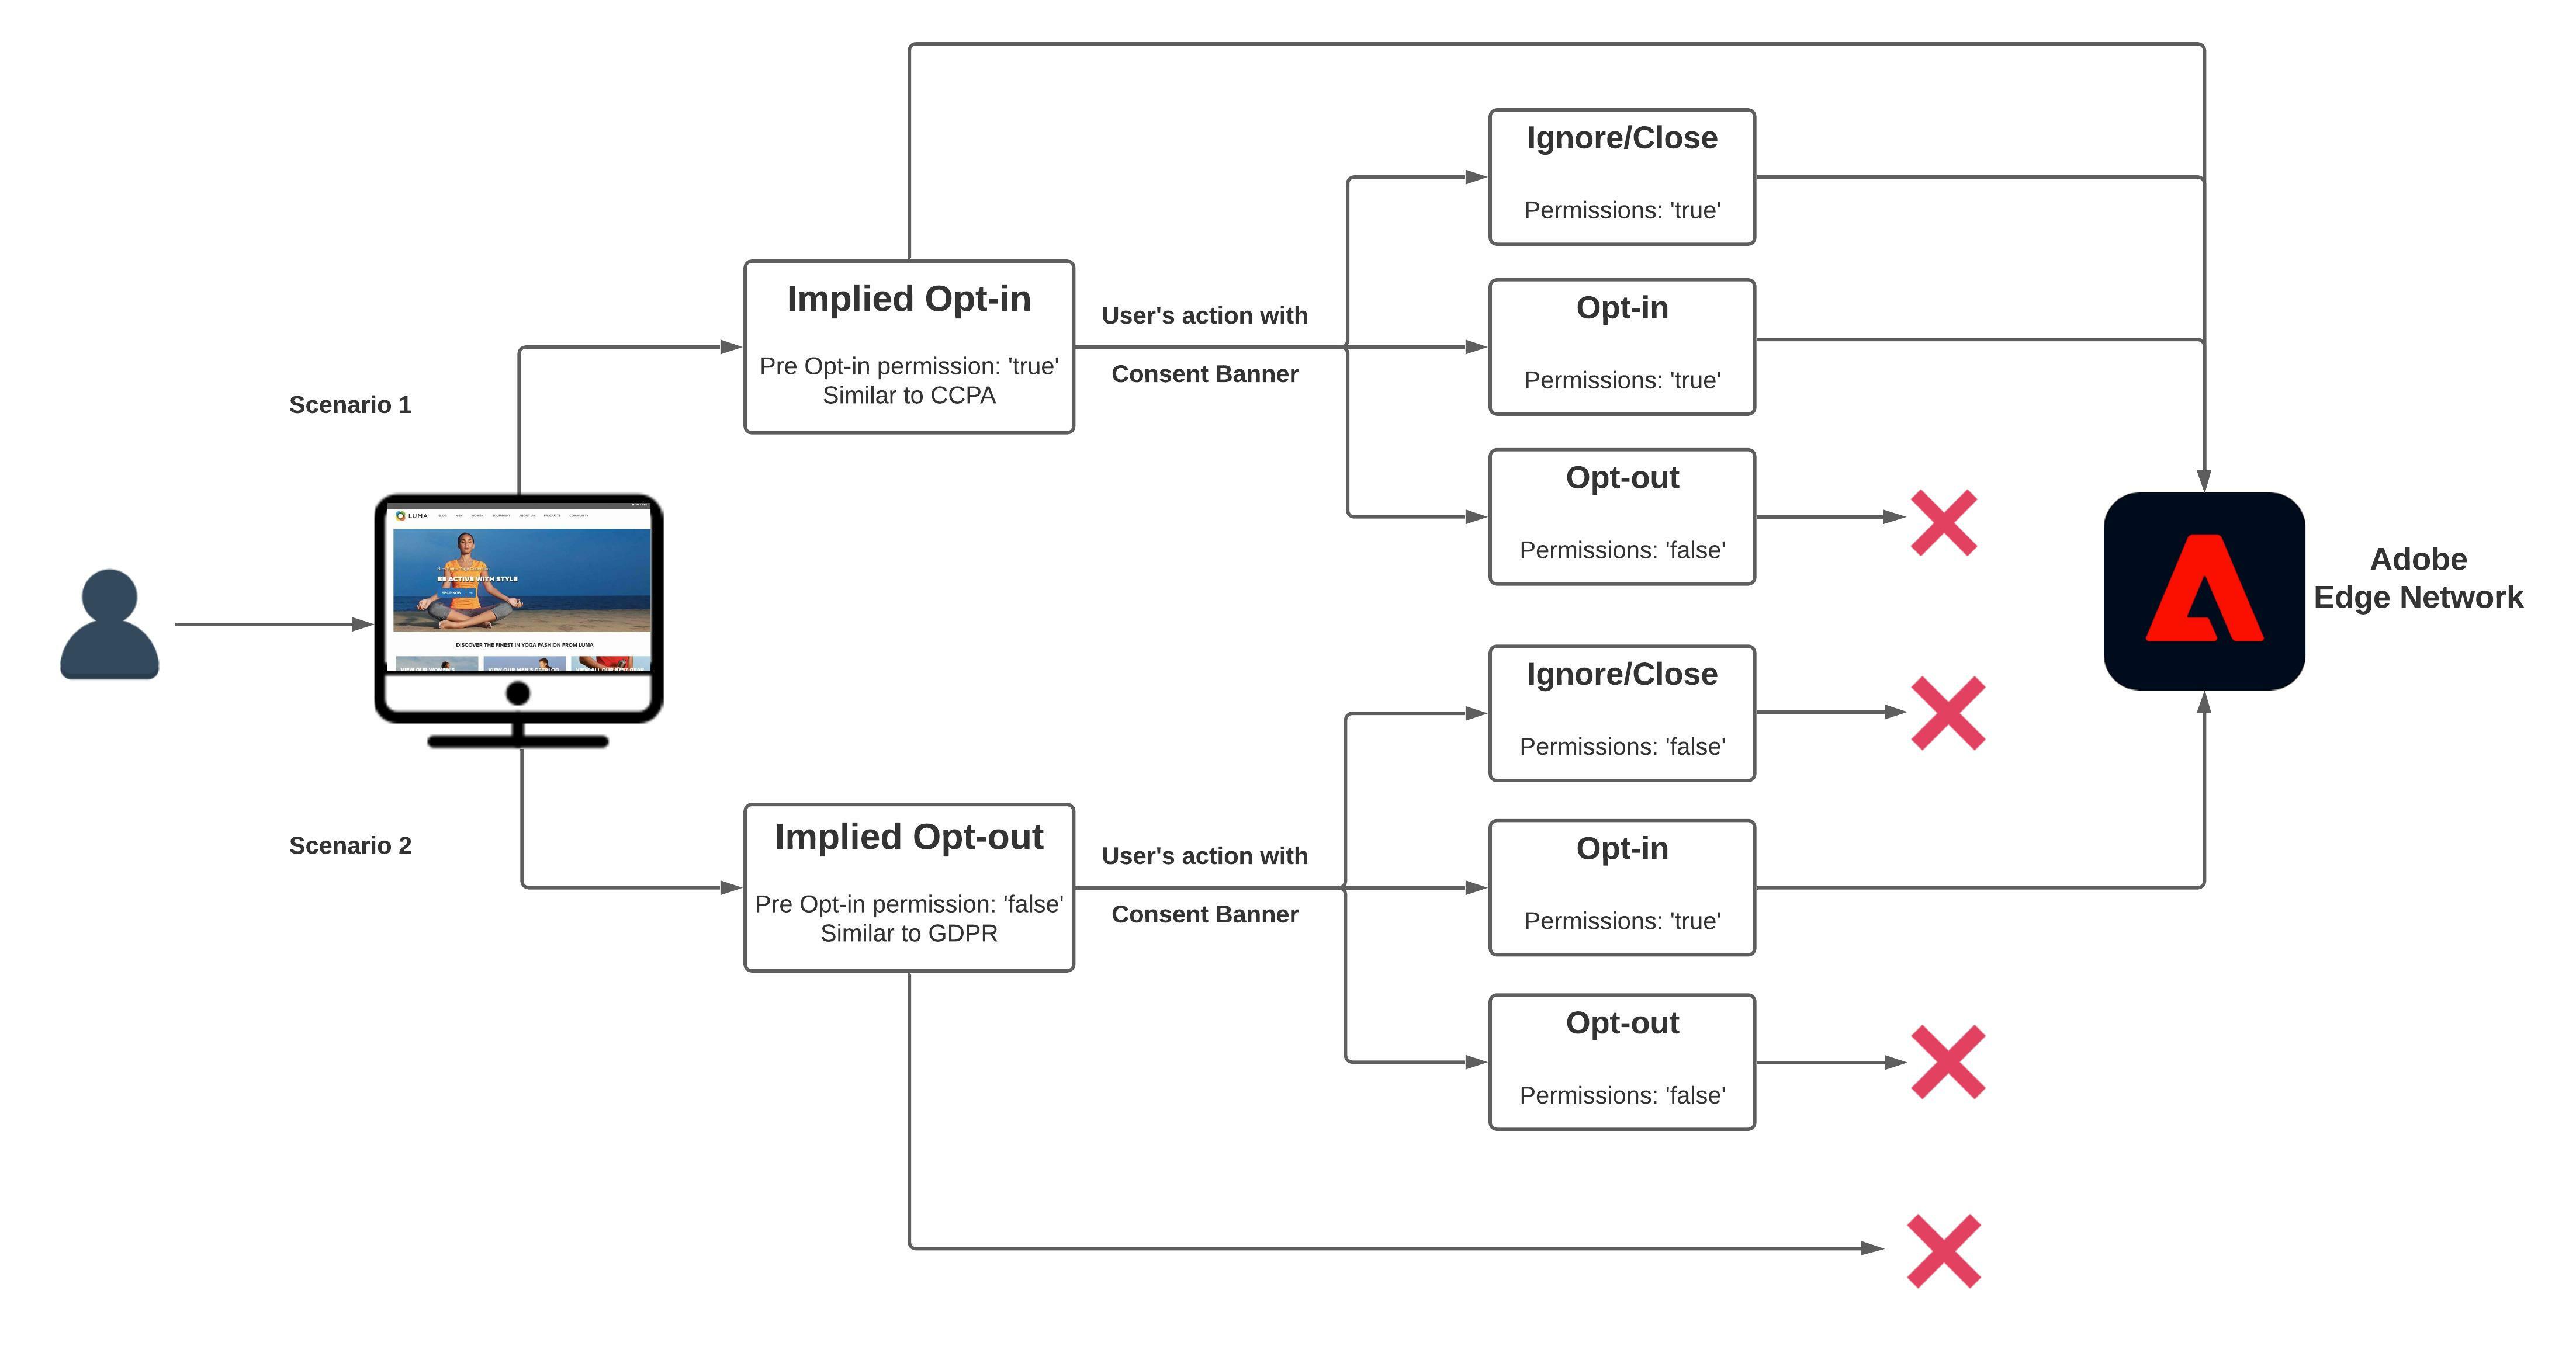 Ignore/Close
Permissions: 'true'
Implied Opt-in
Pre Opt-in permission: 'true'
Similar to CCPA
User's action with
Consent Banner
Opt-in
Permissions: 'true'
Scenario 1
Opt-out
Permissions: 'false'
LUMA
BE ACTIVE WITH STYLE
SHOP NOW
DISCOVER THE FINEST IN YOGA FASHION FROM LUMA
Adobe
Edge Network
Ignore/Close
Permissions: 'false'
Scenario 2
Implied Opt-out
Pre Opt-in permission: 'false'
Similar to GDPR
User's action with
Consent Banner
Opt-in
Permissions: 'true'
Opt-out
Permissions: 'false'